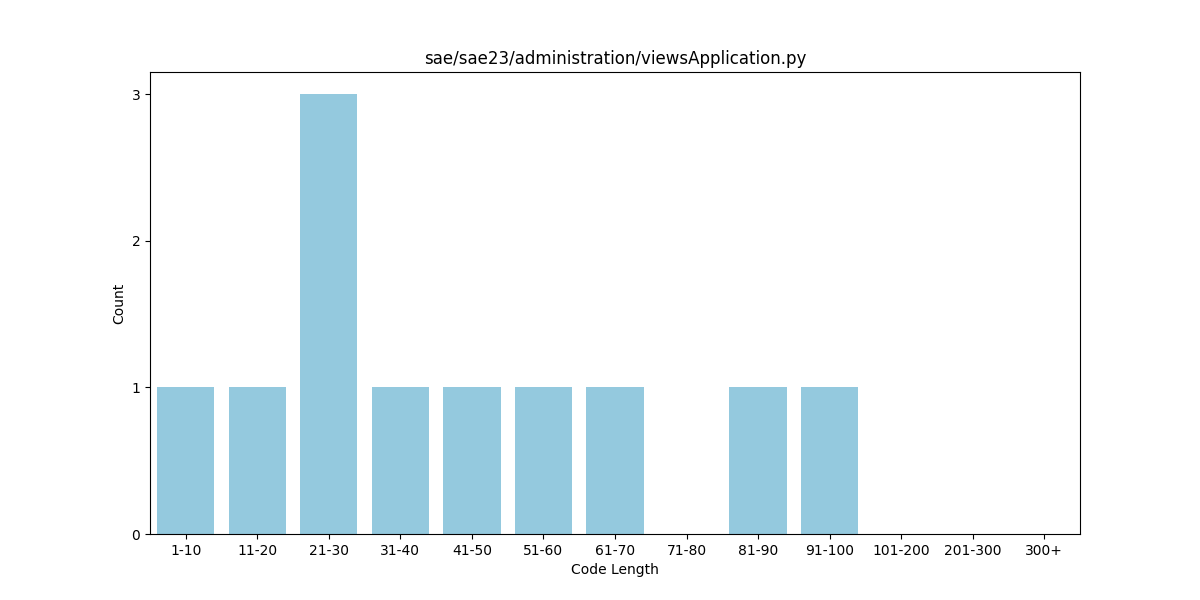 sae/sae23/administration/viewsApplication.py
3
2
1
0
Count
1-10 11-20 21-30 31-40 41-50 51-60 61-70 71-80 81-90 91-100 101-200 201-300 300+
Code Length